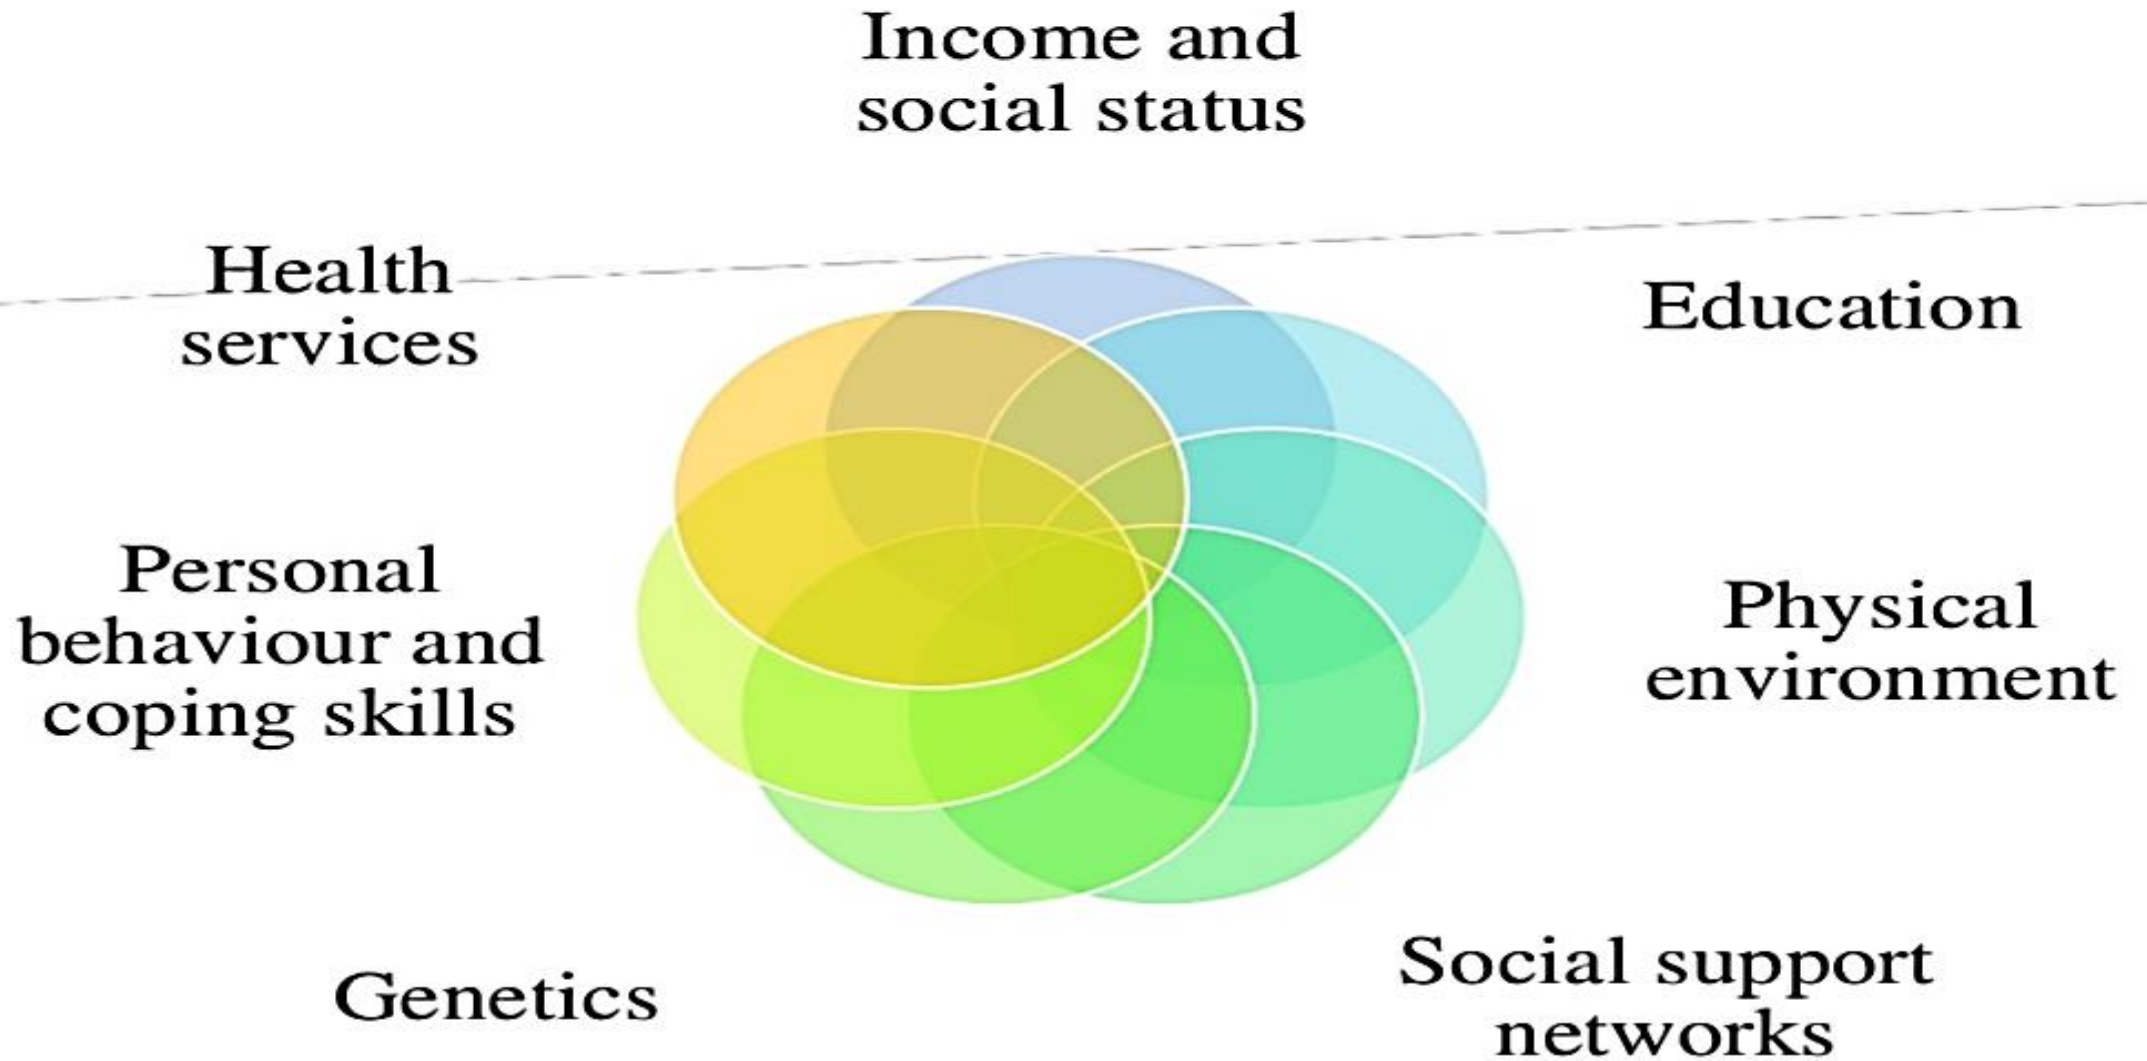 Income and
social status
Health
services
Education
Personal
behaviour and
coping skills
Physical
environment
Genetics
Social support
networks